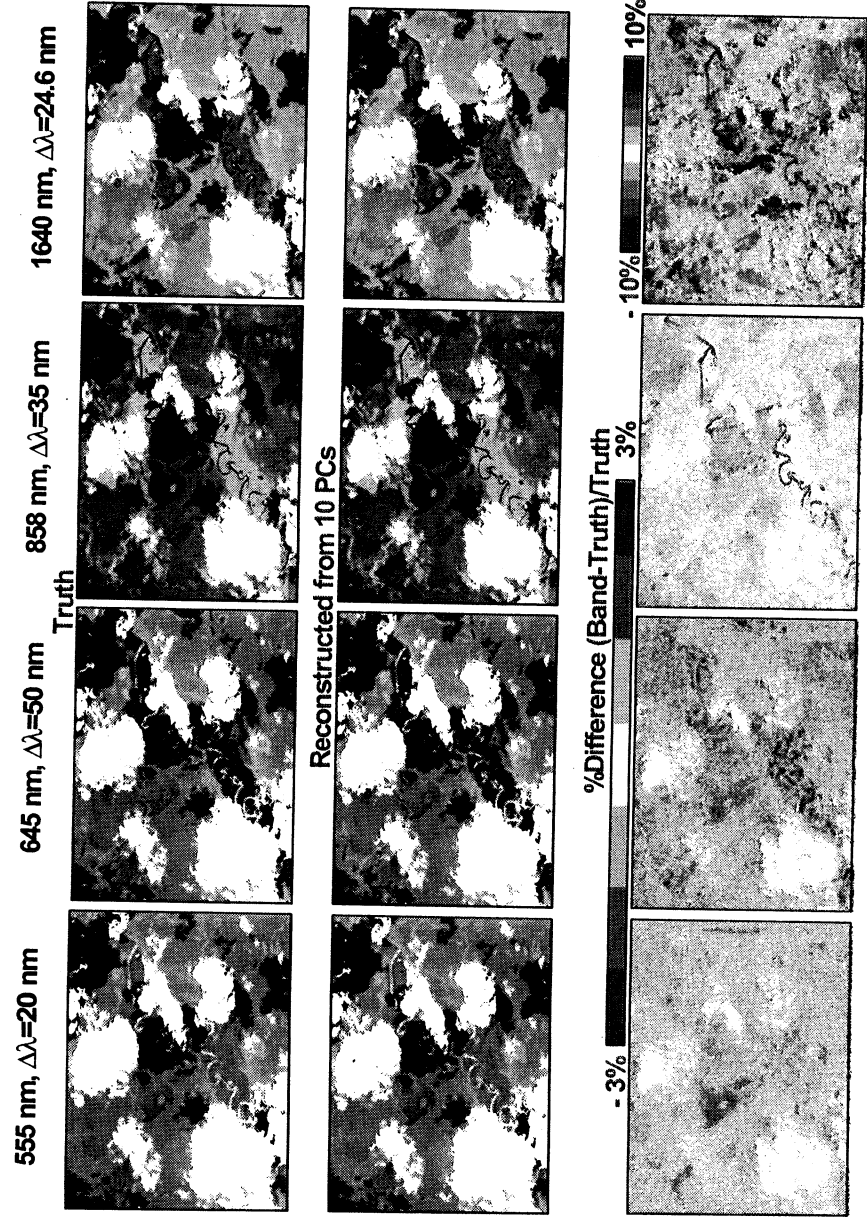 555 nm, Δλ=20 nm
645 nm, Δλ=50 nm
858 nm, Δλ=35 nm
1640 nm, Δλ=24.6 nm
Truth
Reconstructed from 10 PCs
%Difference (Band-Truth)/Truth
- 3%
3%
- 10%
10%